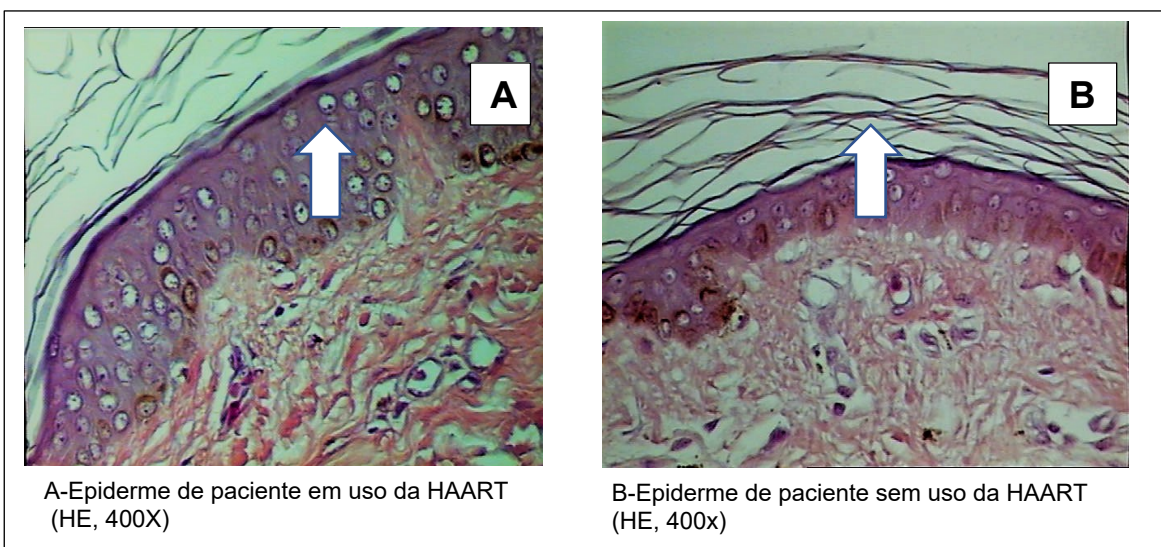 A
B
A-Epiderme de paciente em uso da HAART
(HE, 400X)
B-Epiderme de paciente sem uso da HAART
(HE, 400x)